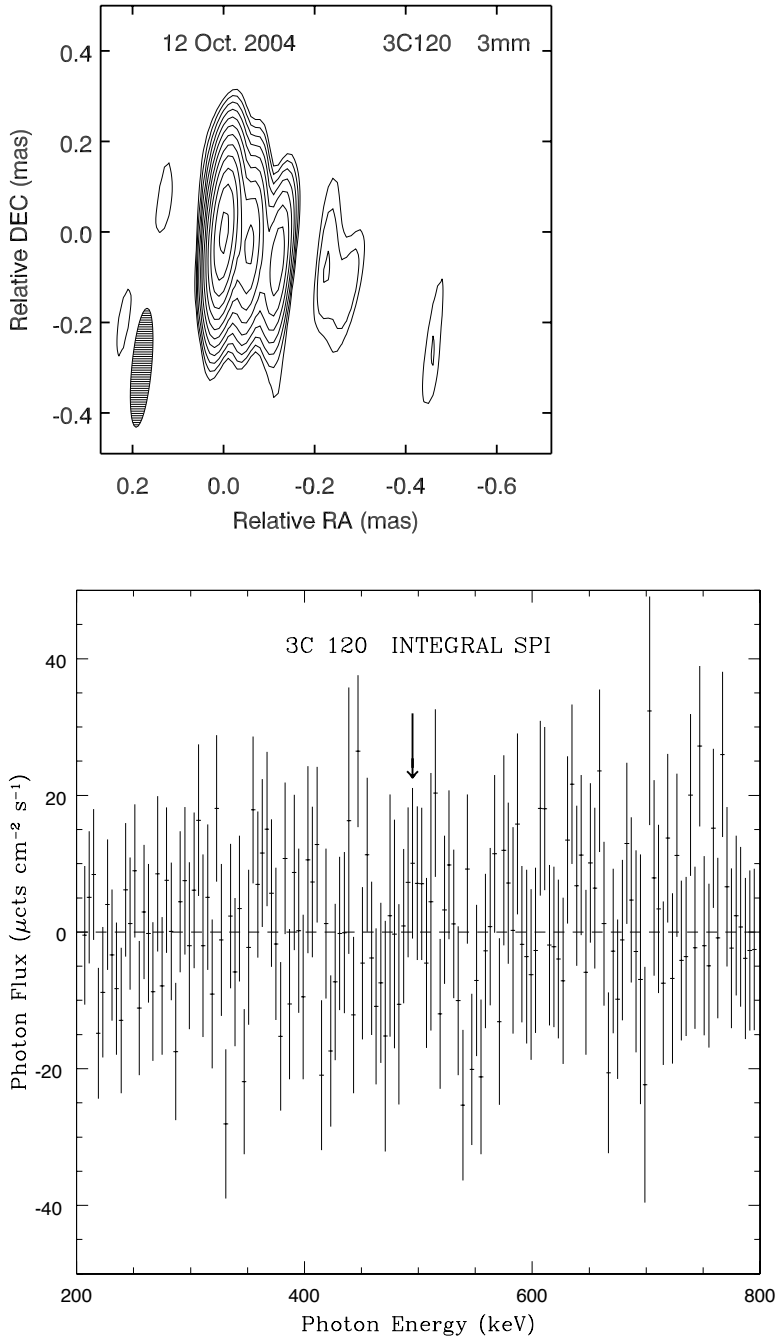 12 Oct. 2004 3C120 3mm
0.4
0.2
0.0
-0.2
-0.4
Relative DEC (mas)
0.2 0.0 -0.2 -0.4 -0.6
Relative RA (mas)
3C 120 INTEGRAL SPI
40
20
0
-20
-40
Photon Flux (μcts cm⁻² s⁻¹)
200 400 600 800
Photon Energy (keV)